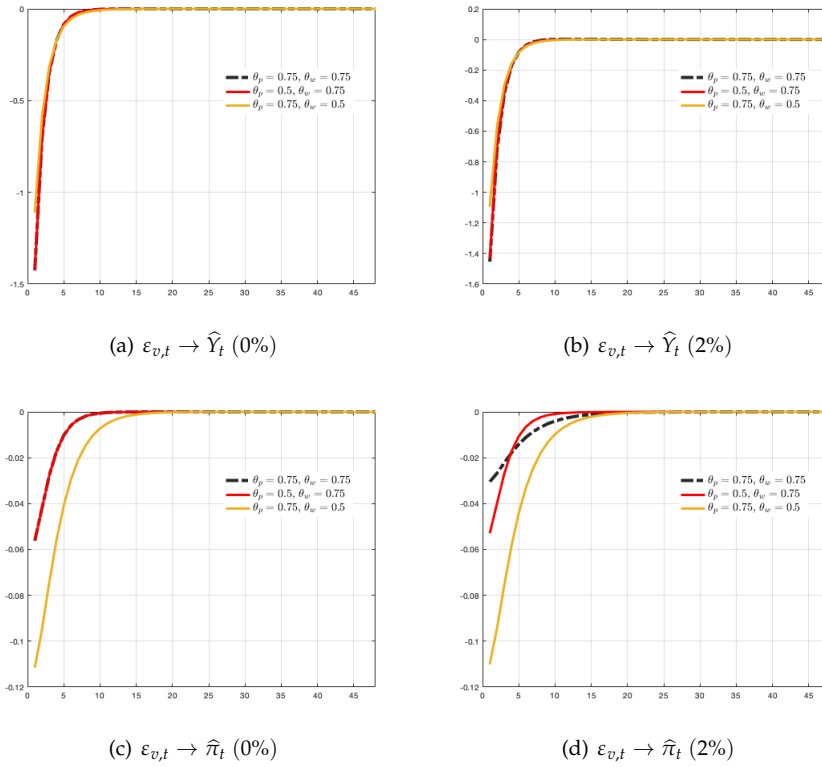 0
-0.5
-1
-1.5
0 5 10 15 20 25 30 35 40 45
θp = 0.75, θw = 0.75
θp = 0.5, θw = 0.75
θp = 0.75, θw = 0.5
(a) εv,t → Ŷt (0%)
0.2
0
-0.2
-0.4
-0.6
-0.8
-1
-1.2
-1.4
-1.6
0 5 10 15 20 25 30 35 40 45
θp = 0.75, θw = 0.75
θp = 0.5, θw = 0.75
θp = 0.75, θw = 0.5
(b) εv,t → Ŷt (2%)
0
-0.02
-0.04
-0.06
-0.08
-0.1
-0.12
0 5 10 15 20 25 30 35 40 45
θp = 0.75, θw = 0.75
θp = 0.5, θw = 0.75
θp = 0.75, θw = 0.5
(c) εv,t → π̂t (0%)
0
-0.02
-0.04
-0.06
-0.08
-0.1
-0.12
0 5 10 15 20 25 30 35 40 45
θp = 0.75, θw = 0.75
θp = 0.5, θw = 0.75
θp = 0.75, θw = 0.5
(d) εv,t → π̂t (2%)